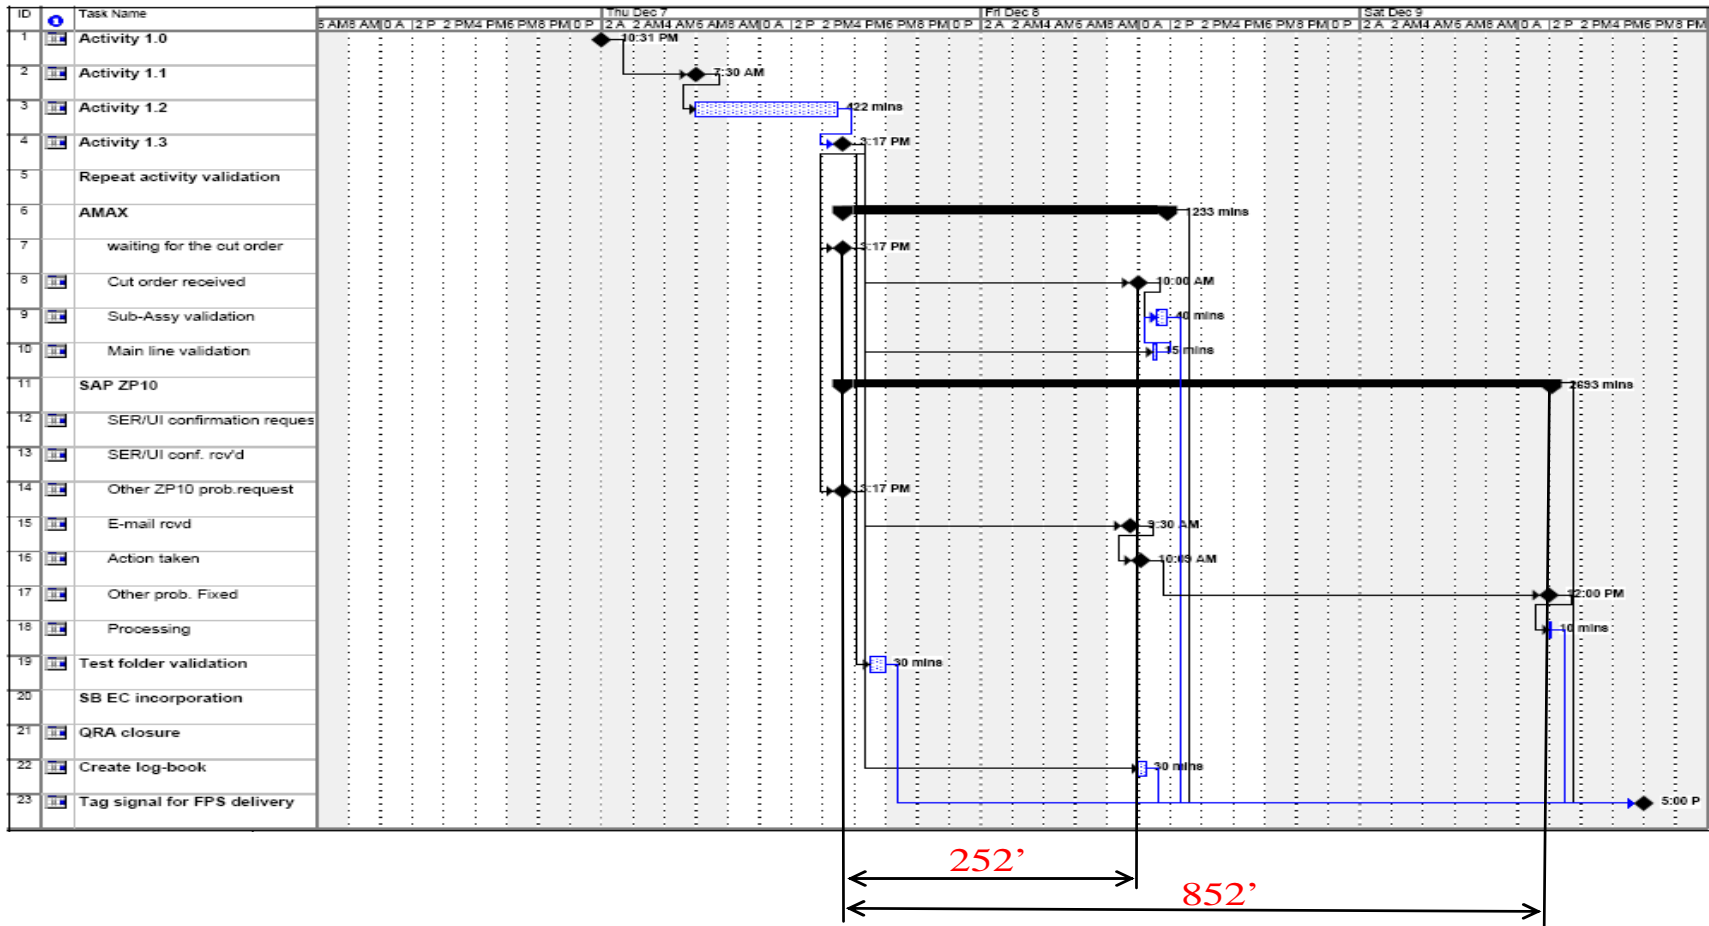 ID Task Name Thu Dec 7 Fri Dec 8 Sat Dec 9
1 Activity 1.0 10:31 PM
2 Activity 1.1 7:30 AM
3 Activity 1.2 422 mins
4 Activity 1.3 3:17 PM
5 Repeat activity validation
6 AMAX 1233 mins
7 waiting for the cut order 3:17 PM
8 Cut order received 10:00 AM
9 Sub-Assy validation 40 mins
10 Main line validation 15 mins
11 SAP ZP10 2693 mins
12 SER/UI confirmation reques
13 SER/UI conf. rcv'd
14 Other ZP10 prob.request 3:17 PM
15 E-mail rcvd 9:30 AM
16 Action taken 10:09 AM
17 Other prob. Fixed 12:00 PM
18 Processing 10 mins
19 Test folder validation 30 mins
20 SB EC incorporation
21 QRA closure
22 Create log-book 30 mins
23 Tag signal for FPS delivery 5:00 P
252’
852’